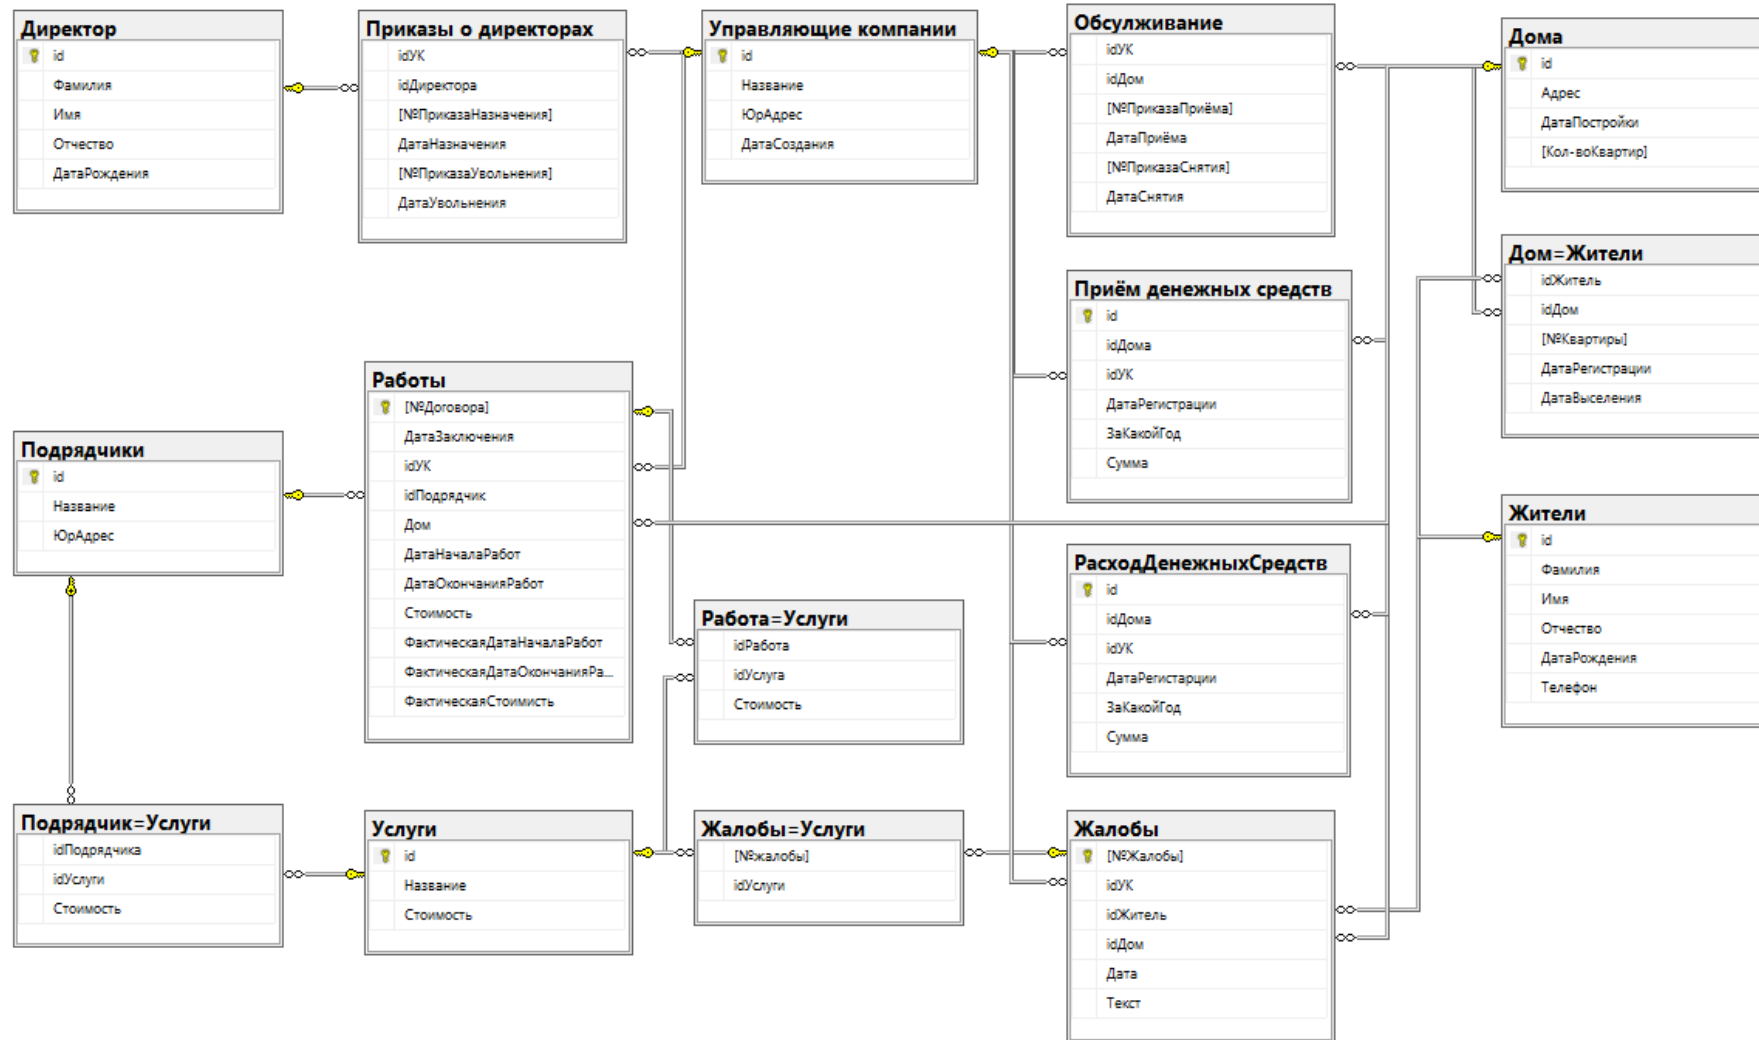 Директор
id
Фамилия
Имя
Отчество
ДатаРождения
Приказы о директорах
idУК
idДиректора
[№ПриказаНазначения]
ДатаНазначения
[№ПриказаУвольнения]
ДатаУвольнения
Управляющие компании
id
Название
ЮрАдрес
ДатаСоздания
Обсулживание
idУК
idДом
[№ПриказаПриёма]
ДатаПриёма
[№ПриказаСнятия]
ДатаСнятия
Дома
id
Адрес
ДатаПостройки
[Кол-воКвартир]
Дом=Жители
idЖитель
idДом
[№Квартиры]
ДатаРегистрации
ДатаВыселения
Приём денежных средств
id
idДома
idУК
ДатаРегистрации
ЗаКакойГод
Сумма
Работы
[№Договора]
ДатаЗаключения
idУК
idПодрядчик
Дом
ДатаНачалаРабот
ДатаОкончанияРабот
Стоимость
ФактическаяДатаНачалаРабот
ФактическаяДатаОкончанияРа...
ФактическаяСтоимисть
Подрядчики
id
Название
ЮрАдрес
Жители
id
Фамилия
Имя
Отчество
ДатаРождения
Телефон
РасходДенежныхСредств
id
idДома
idУК
ДатаРегистарции
ЗаКакойГод
Сумма
Работа=Услуги
idРабота
idУслуга
Стоимость
Подрядчик=Услуги
idПодрядчика
idУслуги
Стоимость
Услуги
id
Название
Стоимость
Жалобы=Услуги
[№жалобы]
idУслуги
Жалобы
[№Жалобы]
idУК
idЖитель
idДом
Дата
Текст